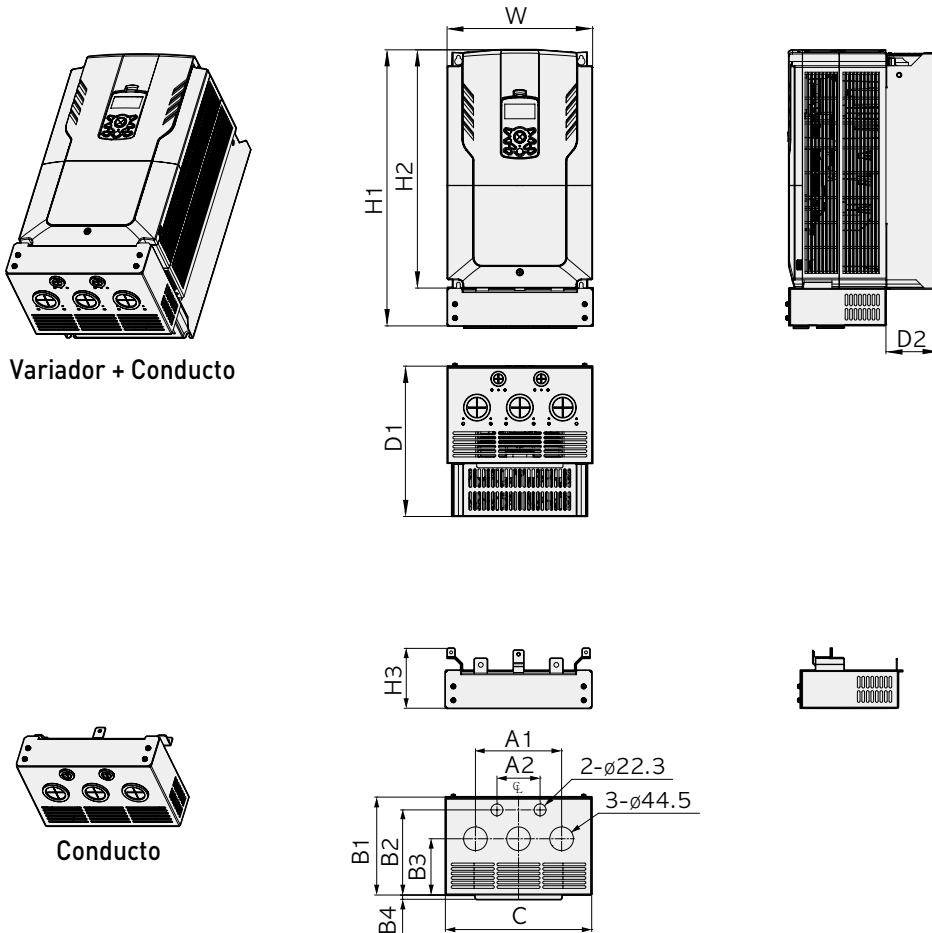 W
H1
H2
D2
Variador + Conducto
D1
H3
A1
A2
2-ø22.3
℄
3-ø44.5
Conducto
B1
B2
B3
B4
C